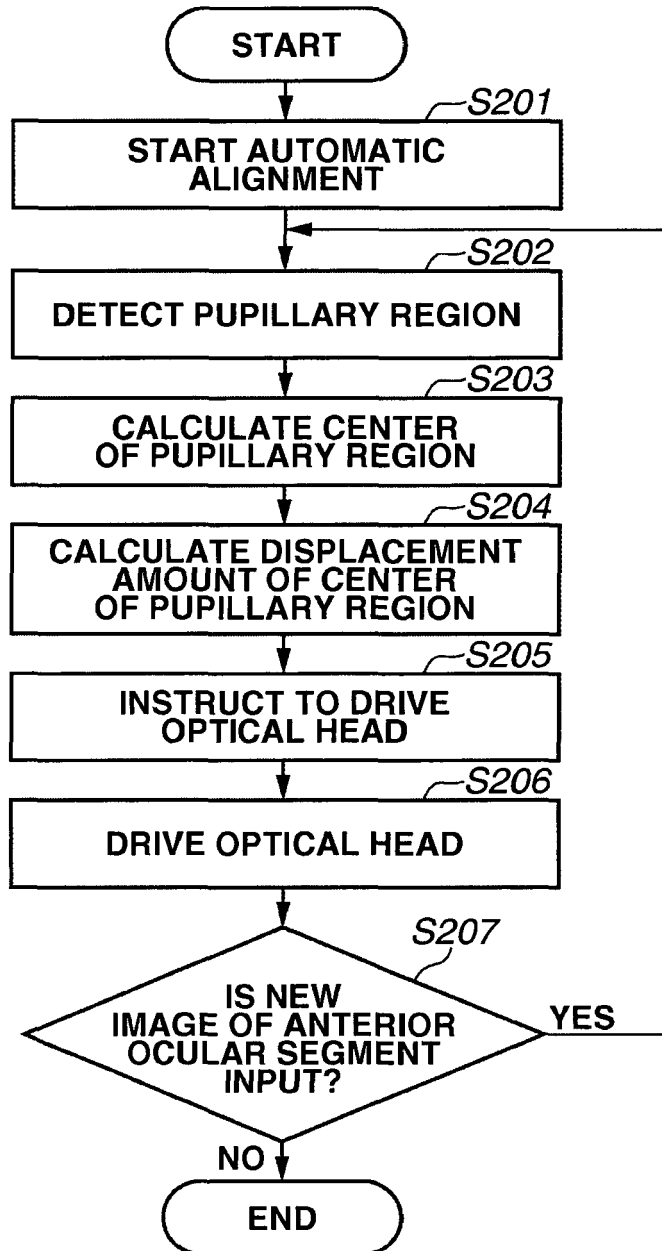 START
S201
START AUTOMATIC
ALIGNMENT
S202
DETECT PUPILLARY REGION
S203
CALCULATE CENTER
OF PUPILLARY REGION
S204
CALCULATE DISPLACEMENT
AMOUNT OF CENTER
OF PUPILLARY REGION
S205
INSTRUCT TO DRIVE
OPTICAL HEAD
S206
DRIVE OPTICAL HEAD
S207
IS NEW
IMAGE OF ANTERIOR
OCULAR SEGMENT
INPUT?
YES
NO
END